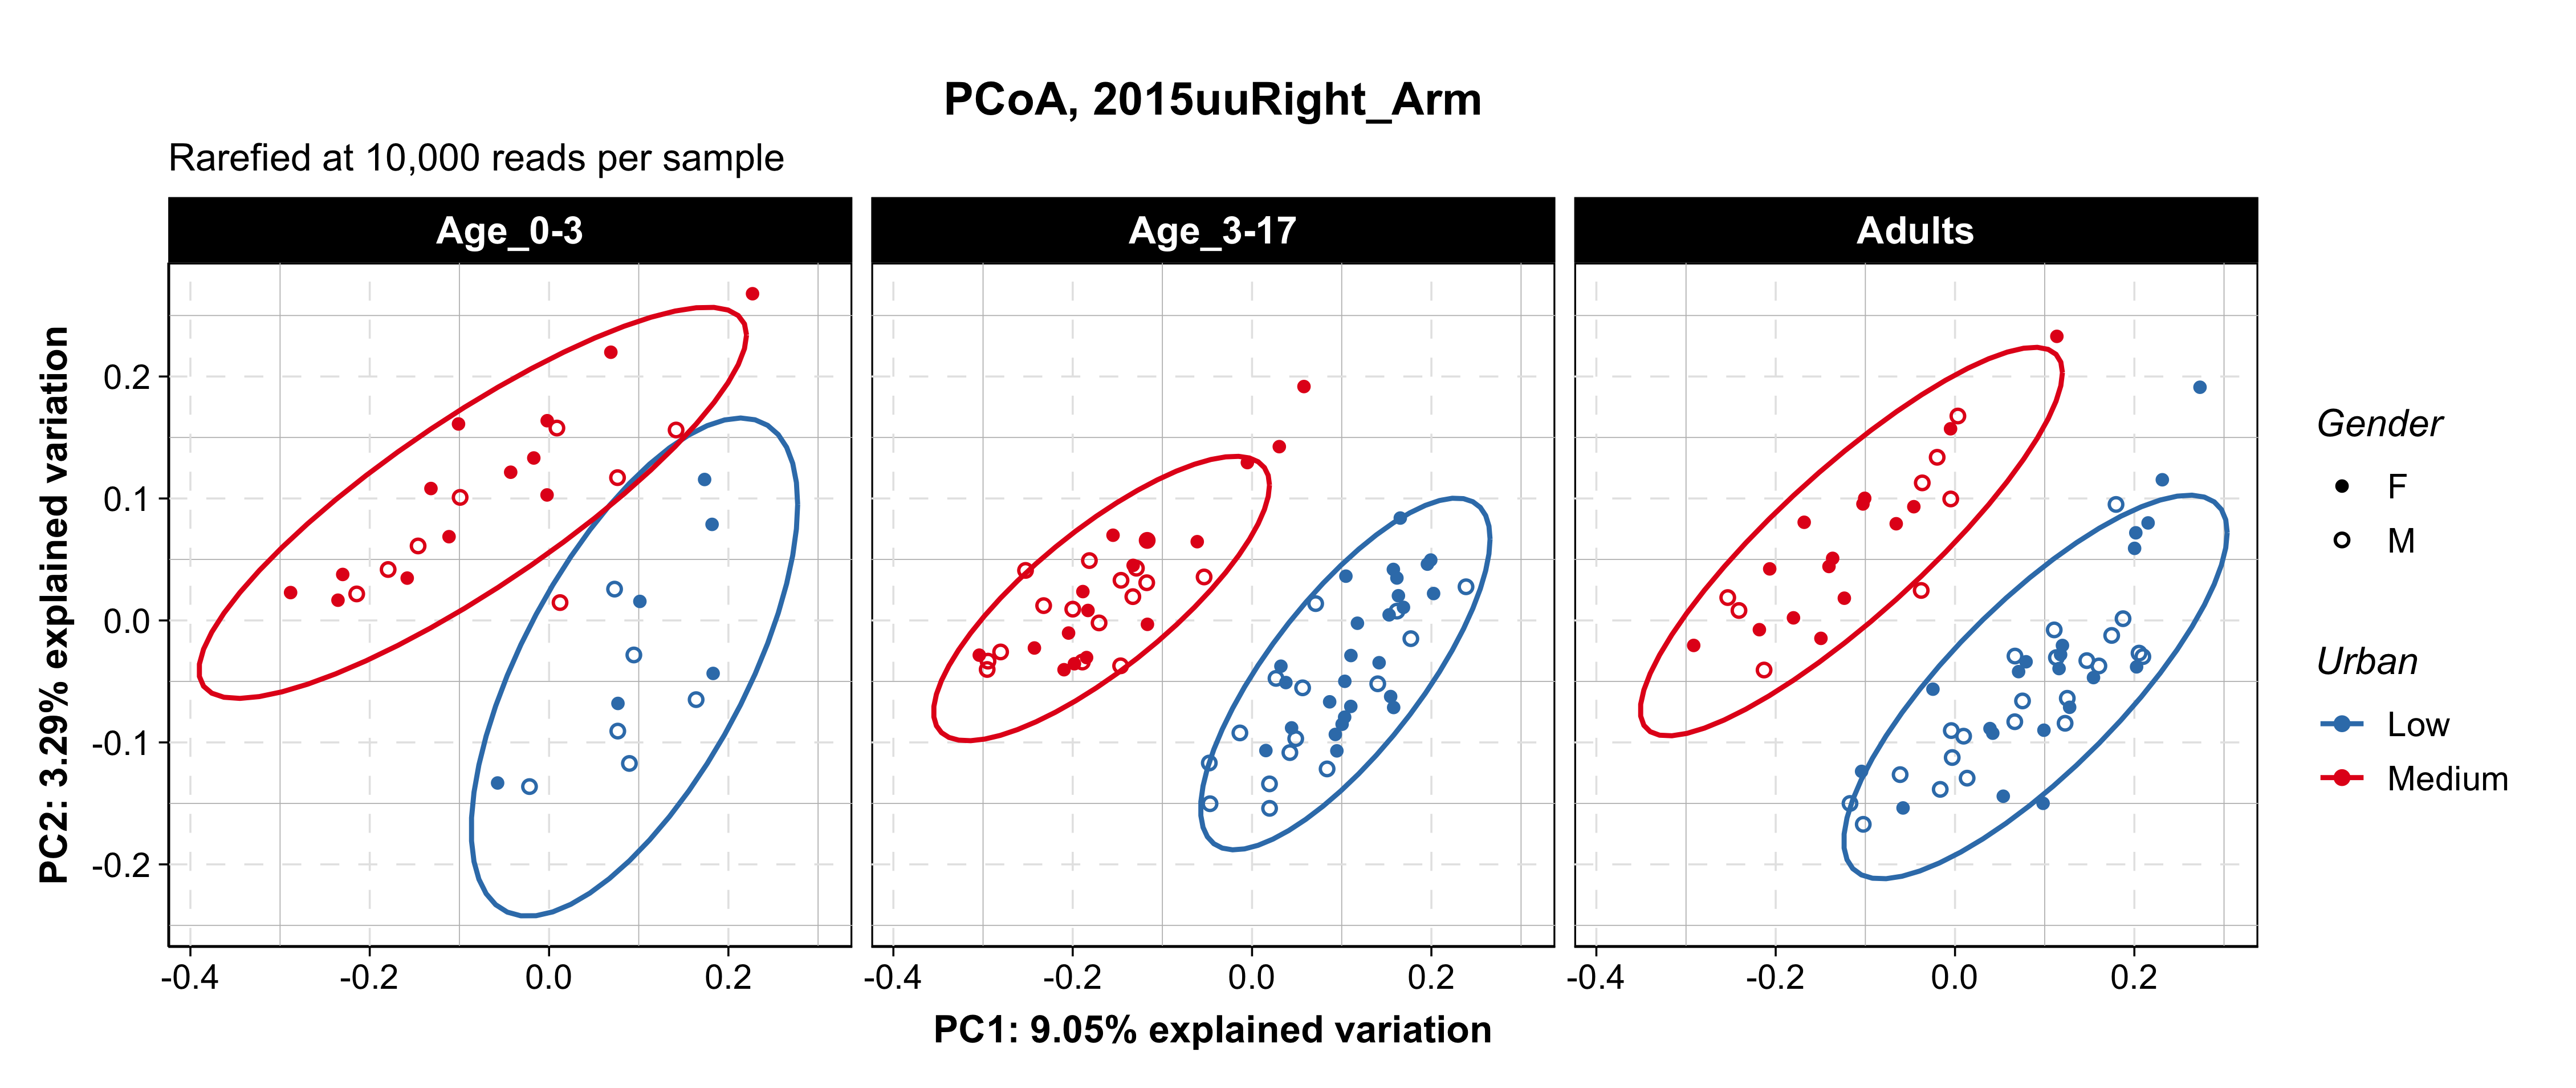 PCoA, 2015uuRight_Arm
Rarefied at 10,000 reads per sample
Age_0-3
Age_3-17
Adults
PC2: 3.29% explained variation
0.2
0.1
0.0
-0.1
-0.2
-0.4 -0.2 0.0 0.2
-0.4 -0.2 0.0 0.2
-0.4 -0.2 0.0 0.2
PC1: 9.05% explained variation
Gender
F
M
Urban
Low
Medium